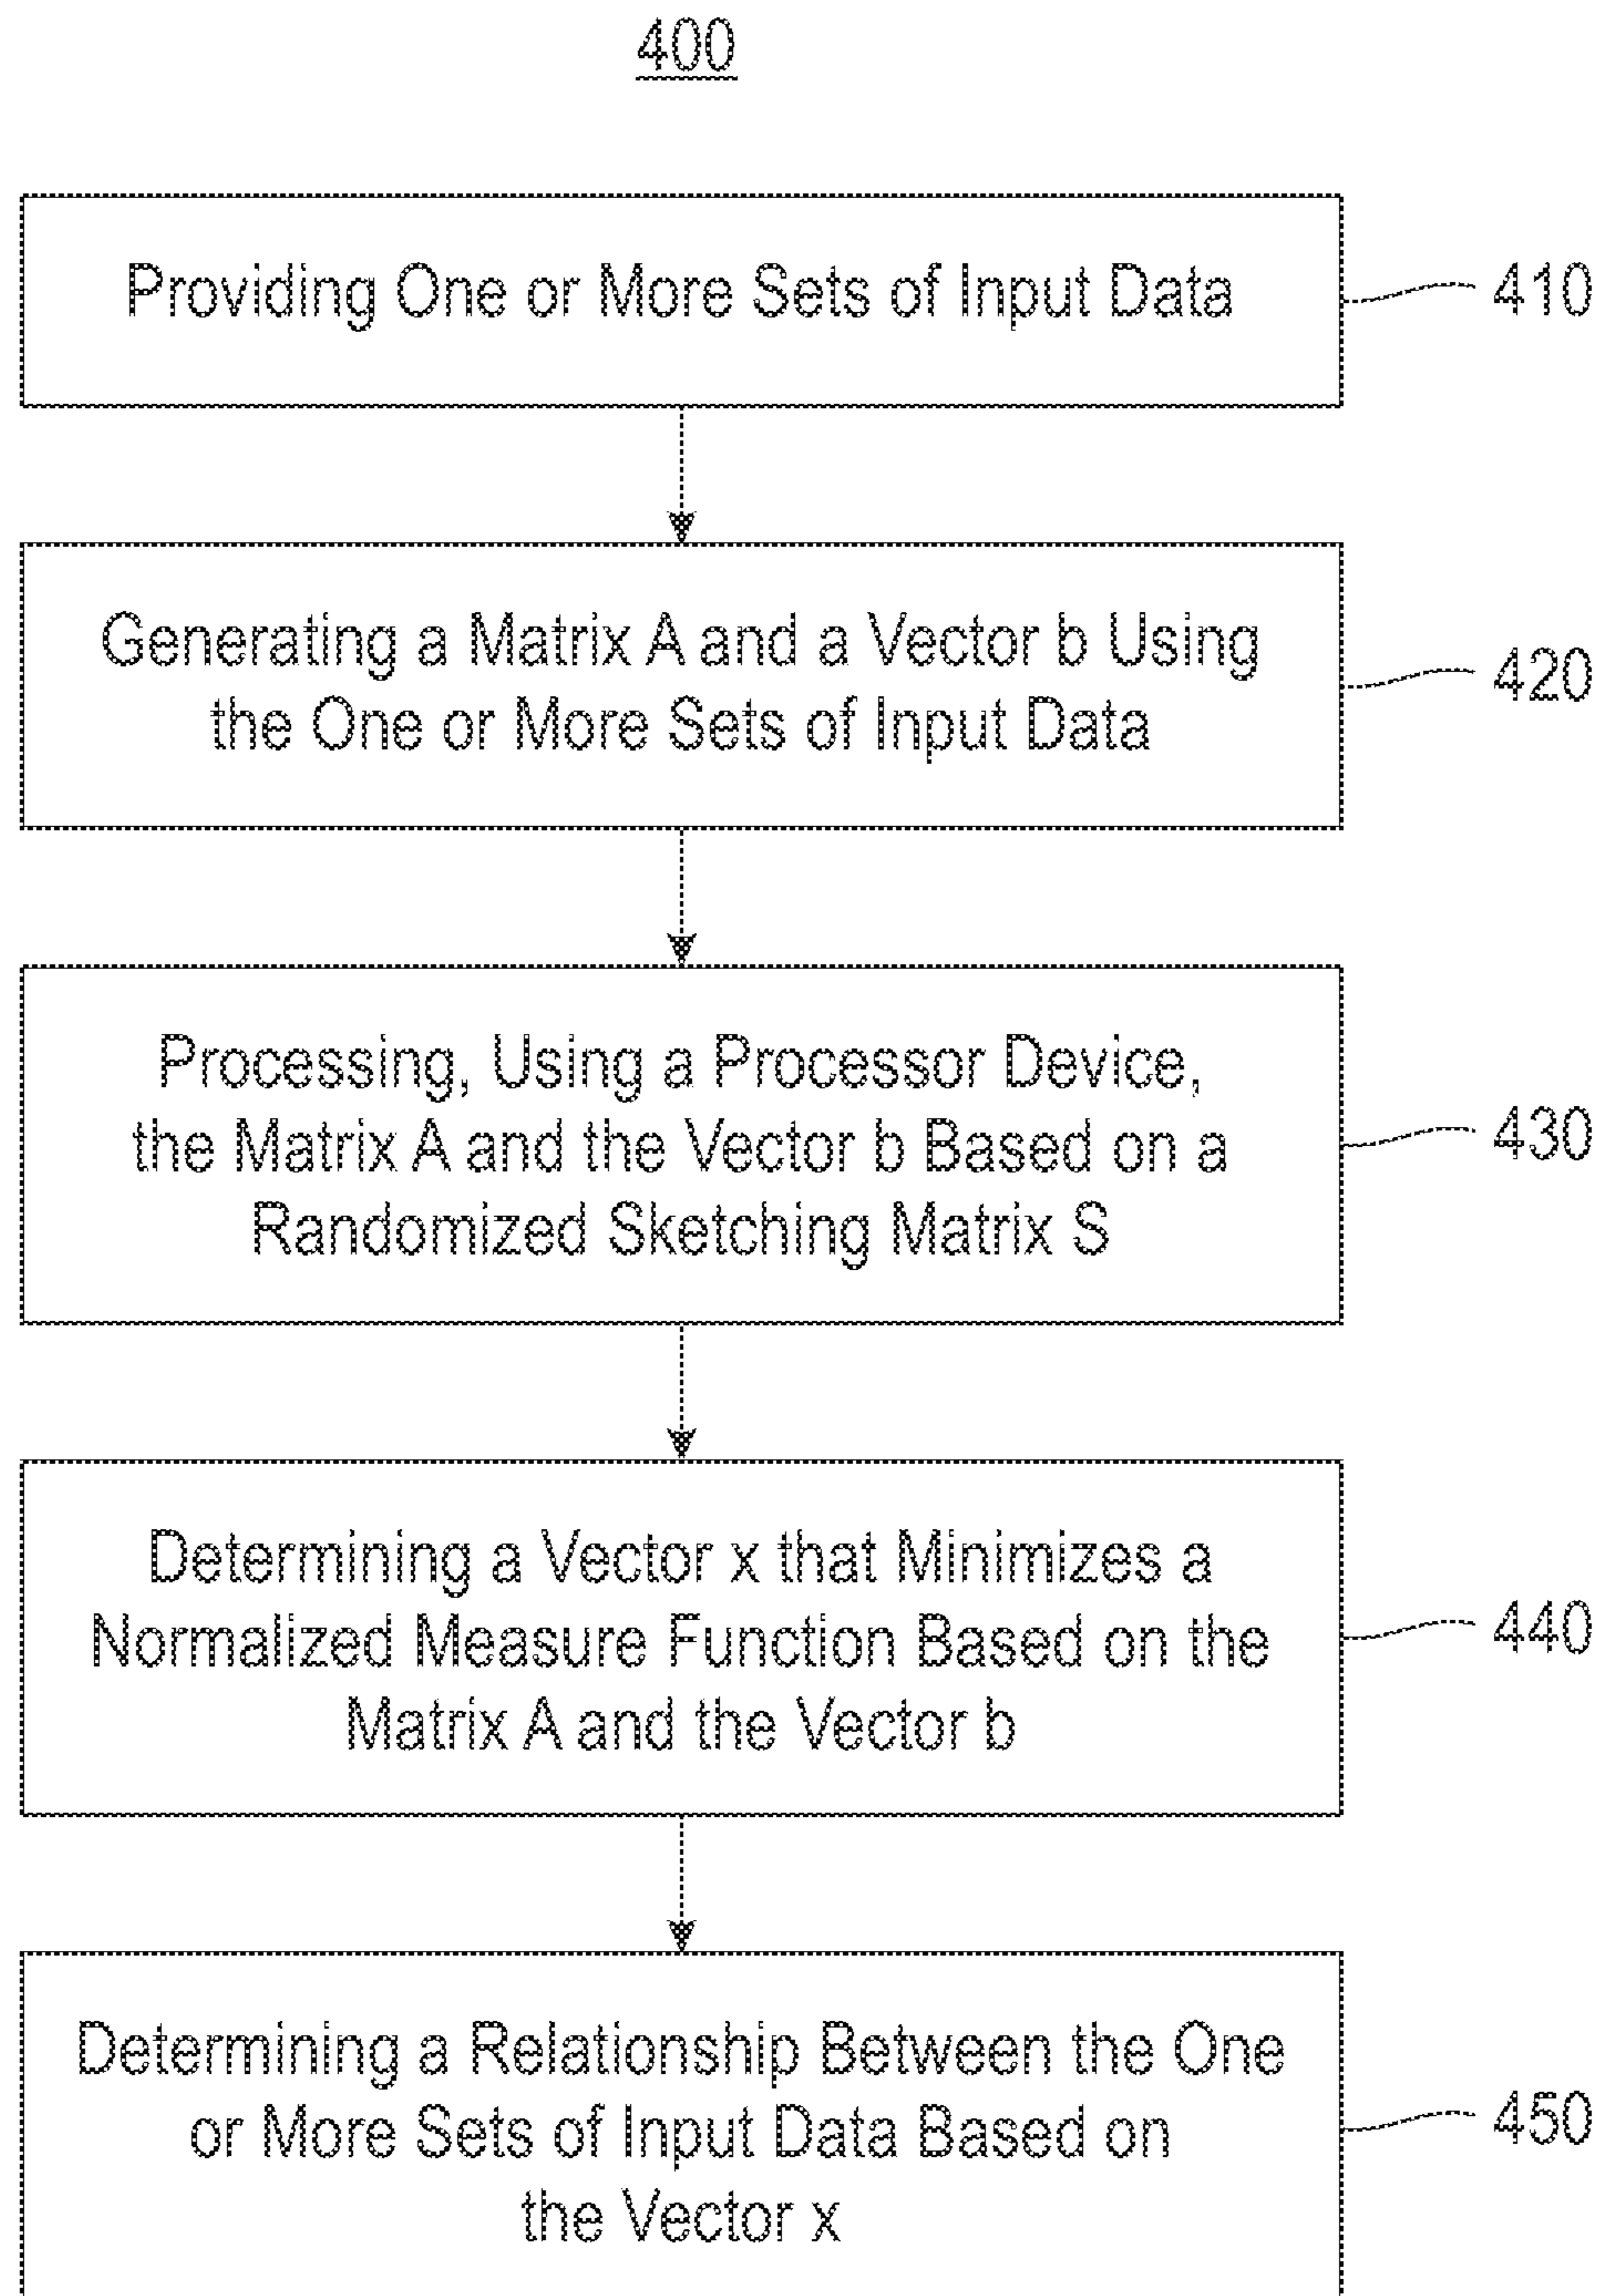 400
Providing One or More Sets of Input Data
410
Generating a Matrix A and a Vector b Using
the One or More Sets of Input Data
420
Processing, Using a Processor Device,
the Matrix A and the Vector b Based on a
Randomized Sketching Matrix S
430
Determining a Vector x that Minimizes a
Normalized Measure Function Based on the
Matrix A and the Vector b
440
Determining a Relationship Between the One
or More Sets of Input Data Based on
the Vector x
450